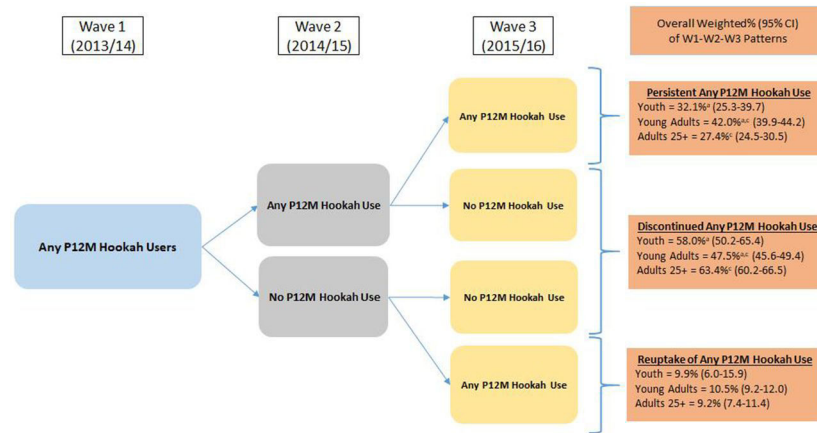 Wave 1
(2013/14)
Wave 2
(2014/15)
Wave 3
(2015/16)
Overall Weighted% (95% CI)
of W1-W2-W3 Patterns
Any P12M Hookah Users
Any P12M Hookah Use
No P12M Hookah Use
Any P12M Hookah Use
No P12M Hookah Use
No P12M Hookah Use
Any P12M Hookah Use
Persistent Any P12M Hookah Use
Youth = 32.1%ᵃ (25.3-39.7)
Young Adults = 42.0%ᵃ,ᶜ (39.9-44.2)
Adults 25+ = 27.4%ᶜ (24.5-30.5)
Discontinued Any P12M Hookah Use
Youth = 58.0%ᵃ (50.2-65.4)
Young Adults = 47.5%ᵃ,ᶜ (45.6-49.4)
Adults 25+ = 63.4%ᶜ (60.2-66.5)
Reuptake of Any P12M Hookah Use
Youth = 9.9% (6.0-15.9)
Young Adults = 10.5% (9.2-12.0)
Adults 25+ = 9.2% (7.4-11.4)